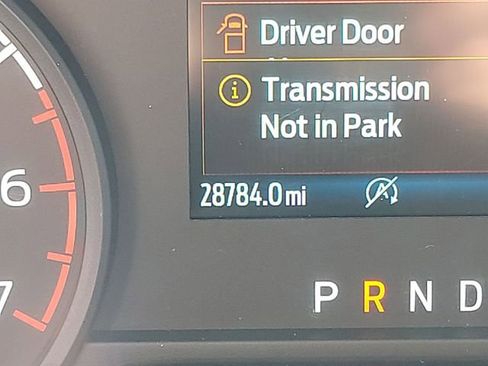 Driver Door
Transmission
Not in Park
6
28784.0 mi
7
P R N D